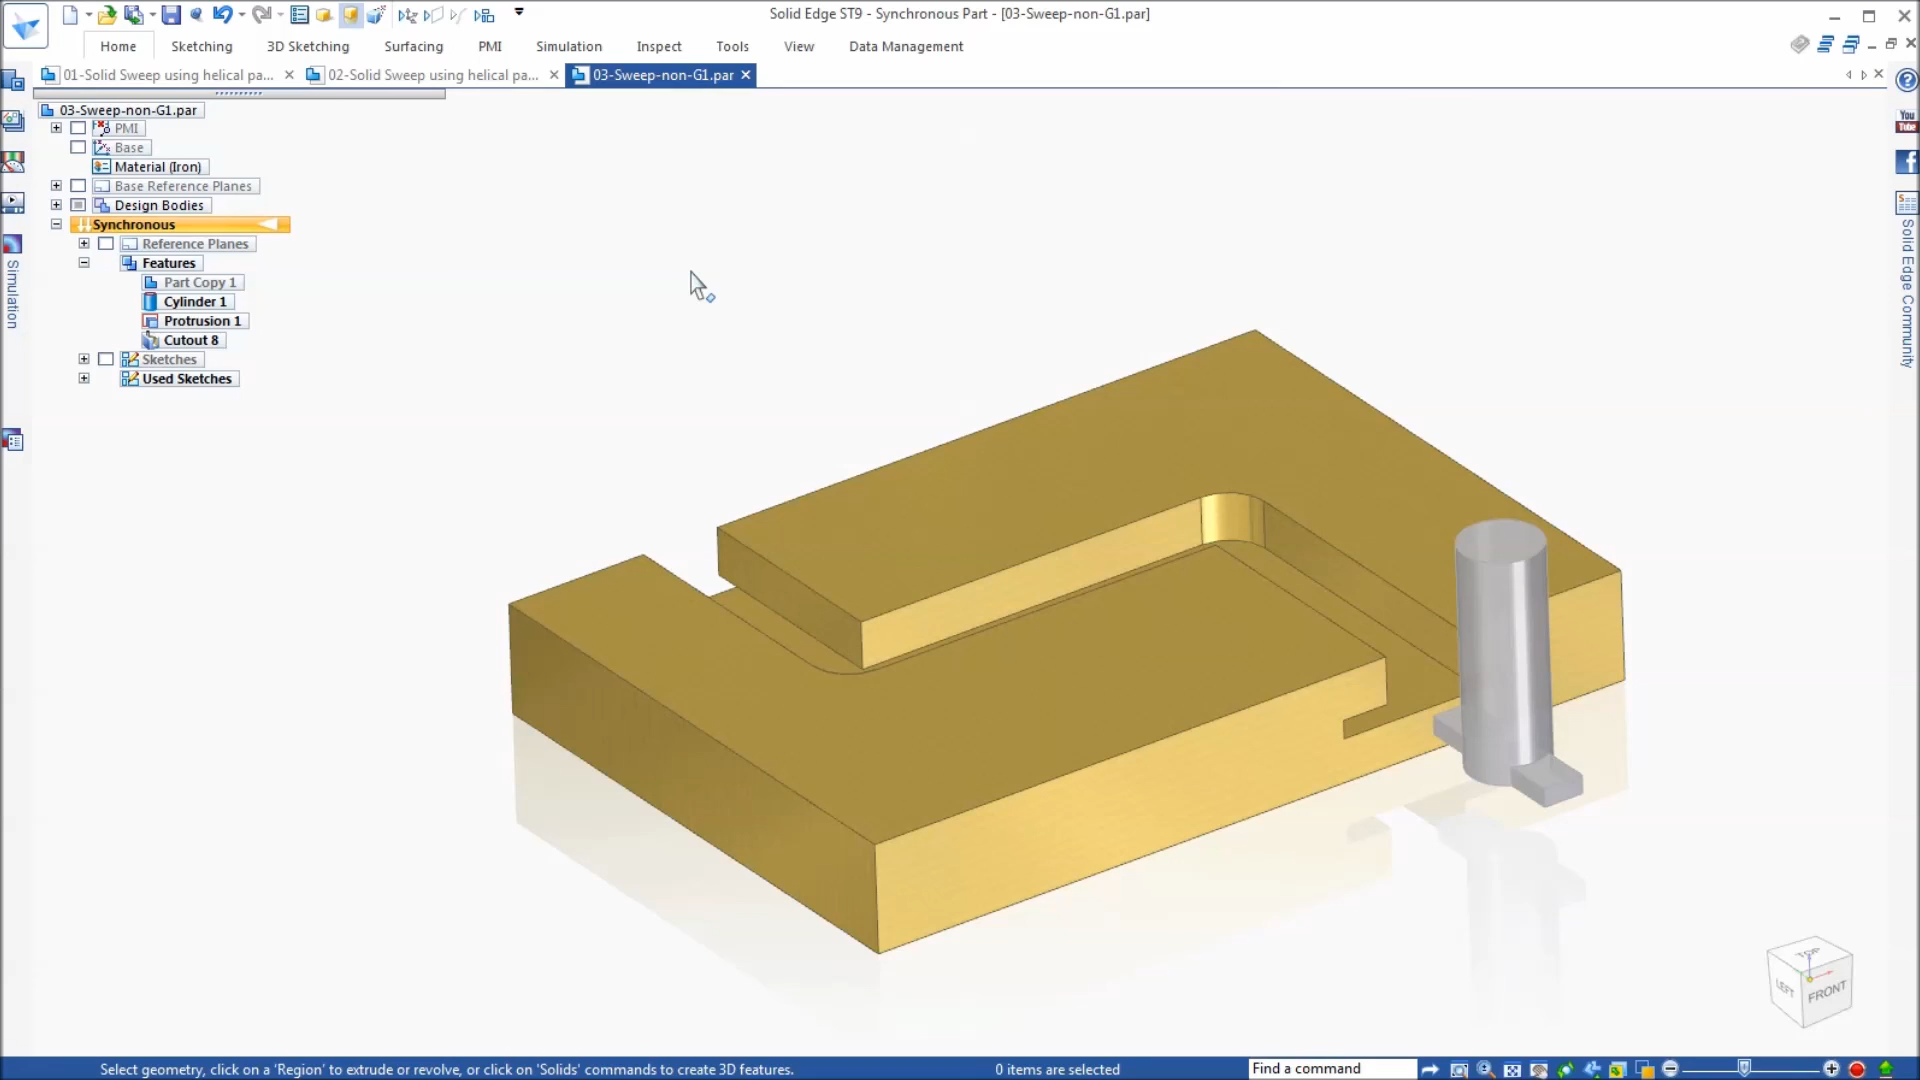 Solid Edge ST9 - Synchronous Part - [03-Sweep-non-G1.par]
Home Sketching 3D Sketching Surfacing PMI Simulation Inspect Tools View Data Management
01-Solid Sweep using helical pa... 02-Solid Sweep using helical pa... 03-Sweep-non-G1.par
03-Sweep-non-G1.par
PMI
Base
Material (Iron)
Base Reference Planes
Design Bodies
Synchronous
Reference Planes
Features
Part Copy 1
Cylinder 1
Protrusion 1
Cutout 8
Sketches
Used Sketches
Simulation
You
Tube
Solid Edge Community
TOP
LEFT
FRONT
Select geometry, click on a 'Region' to extrude or revolve, or click on 'Solids' commands to create 3D features. 0 items are selected Find a command